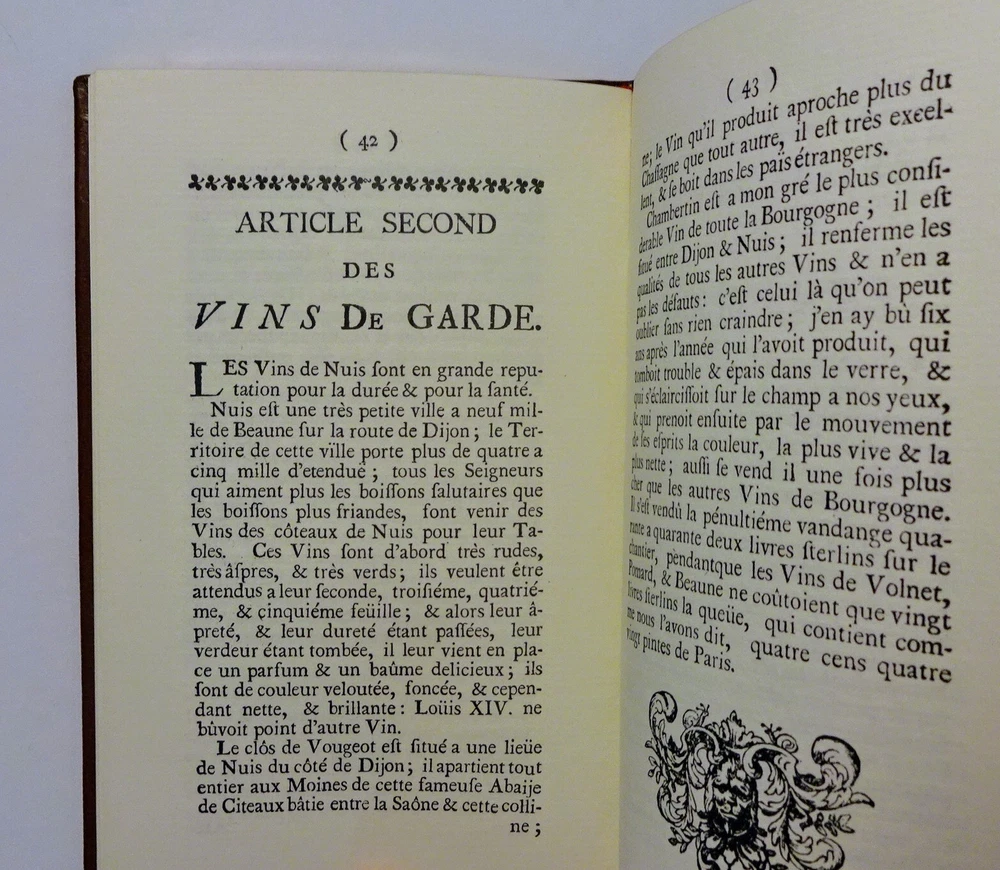 ( 42 )
ARTICLE SECOND
DES
VINS De GARDE.
LES Vins de Nuis ſont en grande repu-
tation pour la durée & pour la ſanté.
Nuis eſt une très petite ville a neuf mil-
le de Beaune ſur la route de Dijon ; le Ter-
ritoire de cette ville porte plus de quatre a
cinq mille d'etenduë ; tous les Seigneurs
qui aiment plus les boiſſons ſalutaires que
les boiſſons plus friandes, font venir des
Vins des côteaux de Nuis pour leur Ta-
bles. Ces Vins ſont d'abord très rudes,
très âſpres, & très verds ; ils veulent être
attendus a leur ſeconde, troiſiéme, quatrié-
me, & çinquiéme feüille ; & alors leur â-
preté, & leur dureté étant paſſées, leur
verdeur étant tombée, il leur vient en pla-
ce un parfum & un baûme delicieux ; ils
ſont de couleur veloutée, foncée, & cepen-
dant nette, & brillante : Loüis XIV. ne
bûvoit point d'autre Vin.
Le clôs de Vougeot eſt ſitué a une lieüe
de Nuis du côté de Dijon ; il apartient tout
entier aux Moines de cette fameuſe Abaije
de Citeaux bâtie entre la Saône & cette colli-
ne ;
( 43 )
ne; le Vin qu'il produit aproche plus du
Chaſſagne que tout autre, il eſt très excel-
lent, & ſe boit dans les païs étrangers.
Chambertin eſt a mon gré le plus conſi-
derable Vin de toute la Bourgogne ; il eſt
ſitué entre Dijon & Nuis ; il renferme les
qualités de tous les autres Vins & n'en a
pas les défauts : c'eſt celui là qu'on peut
oublier ſans rien craindre ; j'en ay bû ſix
ans après l'année qui l'avoit produit, qui
tomboit trouble & épais dans le verre, &
qui s'éclairciſſoit ſur le champ a nos yeux,
& qui prenoit enſuite par le mouvement
de ſes eſprits la couleur, la plus vive & la
plus nette ; auſſi ſe vend il une fois plus
cher que les autres Vins de Bourgogne.
Il s'eſt vendû la pénultiéme vandange qua-
rante a quarante deux livres ſterlins ſur le
chantier, pendantque les Vins de Volnet,
Pomard, & Beaune ne coûtoient que vingt
livres ſterlins la queüe, qui contient com-
me nous l'avons dit, quatre cens quatre
vingt pintes de Paris.